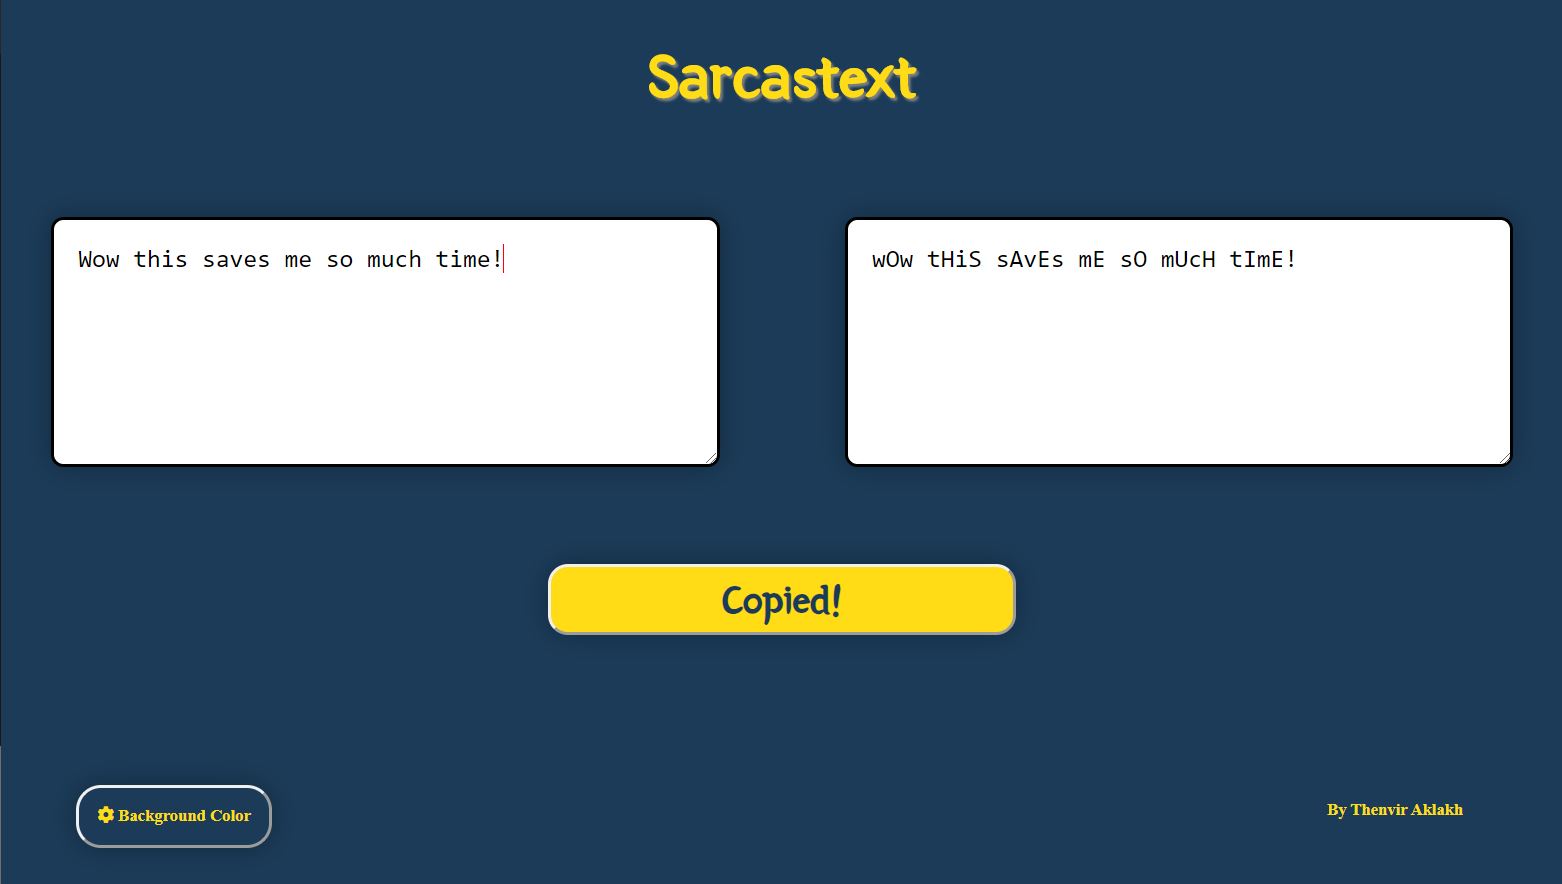 Sarcastext
Wow this saves me so much time!
wOw tHiS sAvEs mE sO mUcH tImE!
Copied!
Background Color
By Thenvir Aklakh